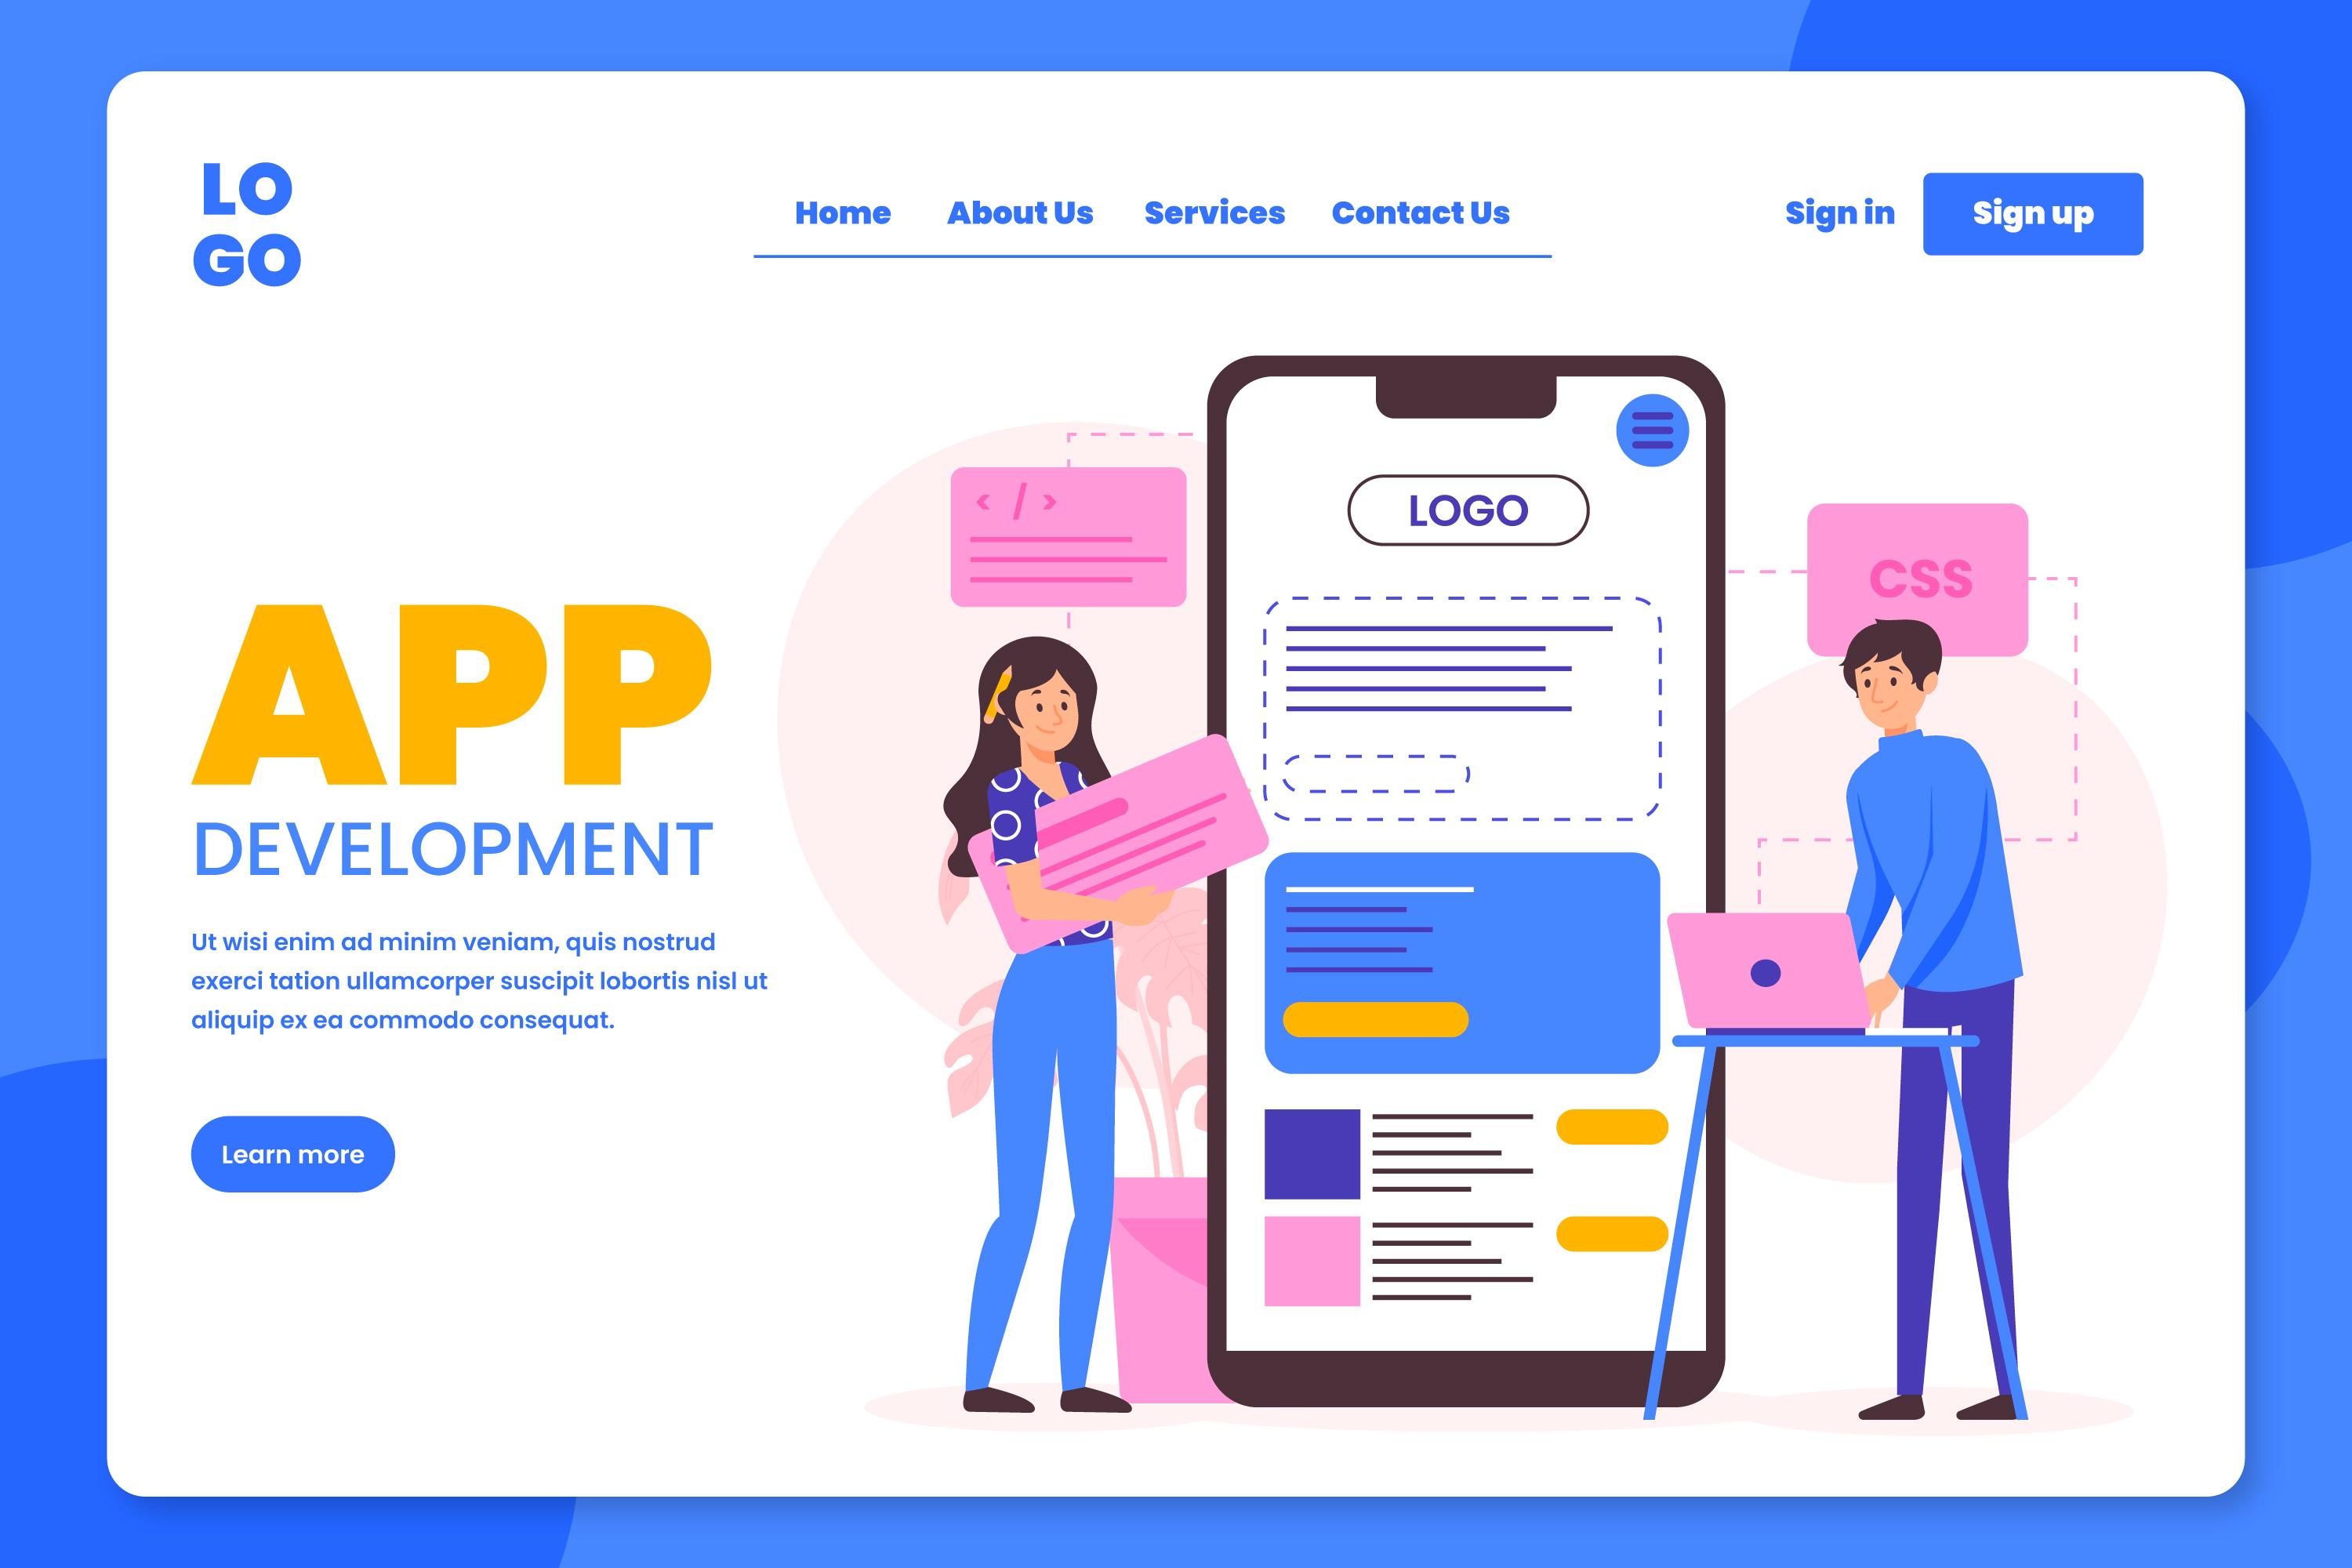 LO
GO
Home About Us Services Contact Us
Sign in Sign up
APP
DEVELOPMENT
Ut wisi enim ad minim veniam, quis nostrud
exerci tation ullamcorper suscipit lobortis nisl ut
aliquip ex ea commodo consequat.
Learn more
< / >
LOGO
CSS